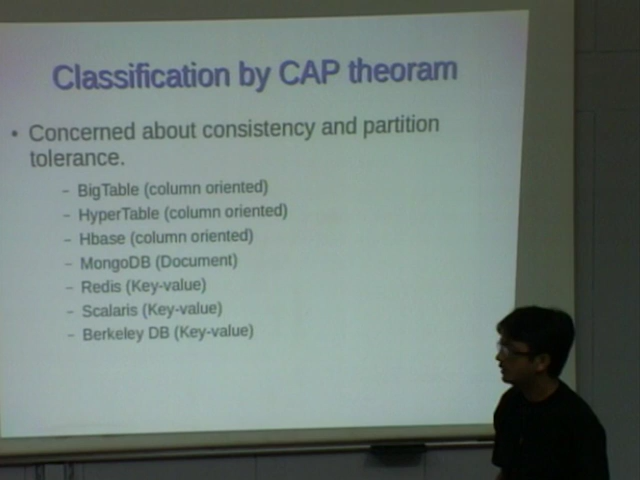 Classification by CAP theoram
• Concerned about consistency and partition
tolerance.
– BigTable (column oriented)
– HyperTable (column oriented)
– Hbase (column oriented)
– MongoDB (Document)
– Redis (Key-value)
– Scalaris (Key-value)
– Berkeley DB (Key-value)